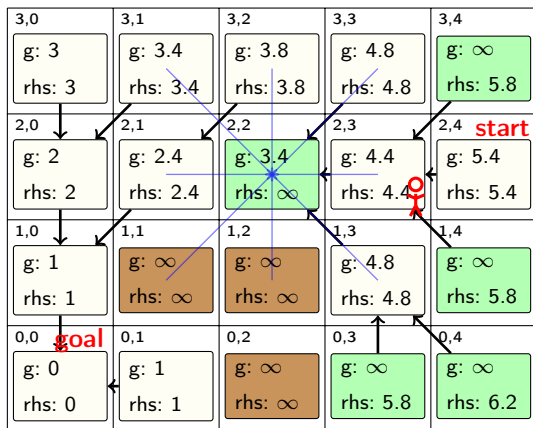 3,0 3,1 3,2 3,3 3,4
g: 3 g: 3.4 g: 3.8 g: 4.8 g: ∞
rhs: 3 rhs: 3.4 rhs: 3.8 rhs: 4.8 rhs: 5.8
2,0 2,1 2,2 2,3 2,4 start
g: 2 g: 2.4 g: 3.4 g: 4.4 g: 5.4
rhs: 2 rhs: 2.4 rhs: ∞ rhs: 4.4 rhs: 5.4
1,0 1,1 1,2 1,3 1,4
g: 1 g: ∞ g: ∞ g: 4.8 g: ∞
rhs: 1 rhs: ∞ rhs: ∞ rhs: 4.8 rhs: 5.8
0,0 goal 0,1 0,2 0,3 0,4
g: 0 g: 1 g: ∞ g: ∞ g: ∞
rhs: 0 rhs: 1 rhs: ∞ rhs: 5.8 rhs: 6.2